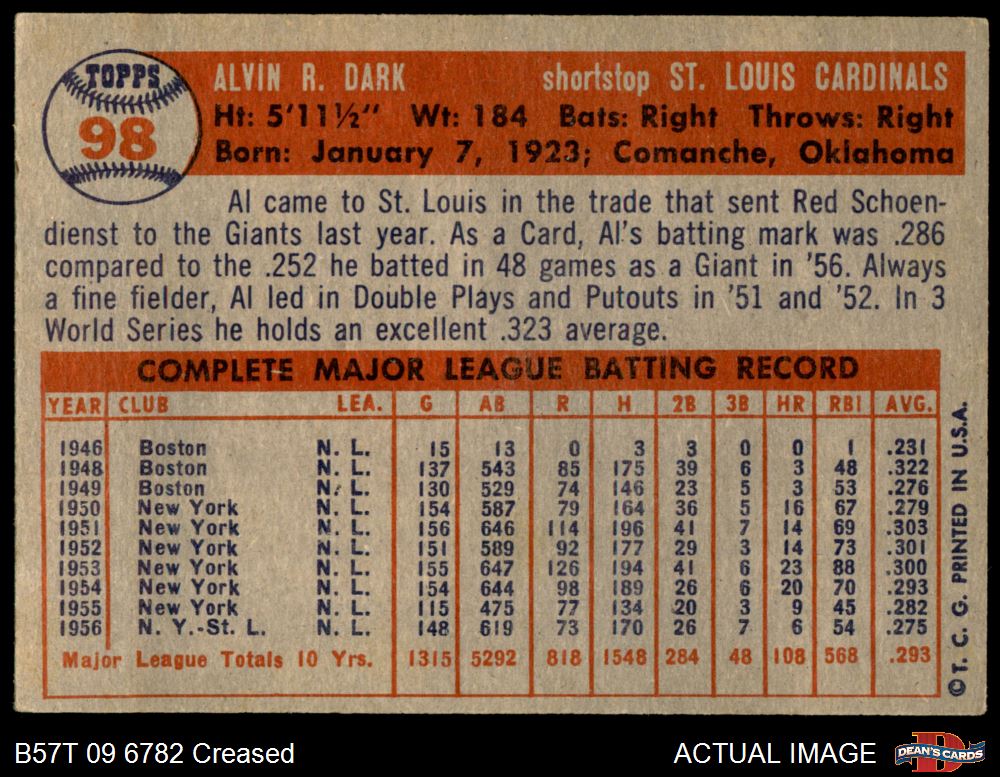 TOPPS
98
ALVIN R. DARK shortstop ST. LOUIS CARDINALS
Ht: 5'11½" Wt: 184 Bats: Right Throws: Right
Born: January 7, 1923; Comanche, Oklahoma
Al came to St. Louis in the trade that sent Red Schoen-
dienst to the Giants last year. As a Card, Al's batting mark was .286
compared to the .252 he batted in 48 games as a Giant in '56. Always
a fine fielder, Al led in Double Plays and Putouts in '51 and '52. In 3
World Series he holds an excellent .323 average.
COMPLETE MAJOR LEAGUE BATTING RECORD
YEAR CLUB LEA. G AB R H 2B 3B HR RBI AVG.
1946 Boston N. L. 15 13 0 3 3 0 0 1 .231
1948 Boston N. L. 137 543 85 175 39 6 3 48 .322
1949 Boston N. L. 130 529 74 146 23 5 3 53 .276
1950 New York N. L. 154 587 79 164 36 5 16 67 .279
1951 New York N. L. 156 646 114 196 41 7 14 69 .303
1952 New York N. L. 151 589 92 177 29 3 14 73 .301
1953 New York N. L. 155 647 126 194 41 6 23 88 .300
1954 New York N. L. 154 644 98 189 26 6 20 70 .293
1955 New York N. L. 115 475 77 134 20 3 9 45 .282
1956 N. Y.-St. L. N. L. 148 619 73 170 26 7 6 54 .275
Major League Totals 10 Yrs. 1315 5292 818 1548 284 48 108 568 .293
©T. C. G. PRINTED IN U.S.A.
B57T 09 6782 Creased ACTUAL IMAGE
D
DEAN'S CARDS